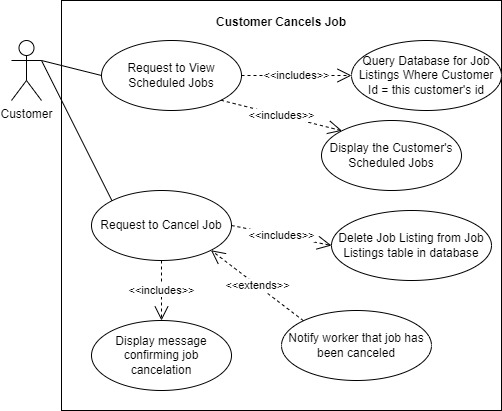 Customer Cancels Job
Request to View
Scheduled Jobs
<<includes>>
Query Database for Job
Listings Where Customer
Id = this customer's id
Customer
<<includes>>
Display the Customer's
Scheduled Jobs
Request to Cancel Job
<<includes>>
Delete Job Listing from Job
Listings table in database
<<includes>>
<<extends>>
Display message
confirming job
cancelation
Notify worker that job has
been canceled